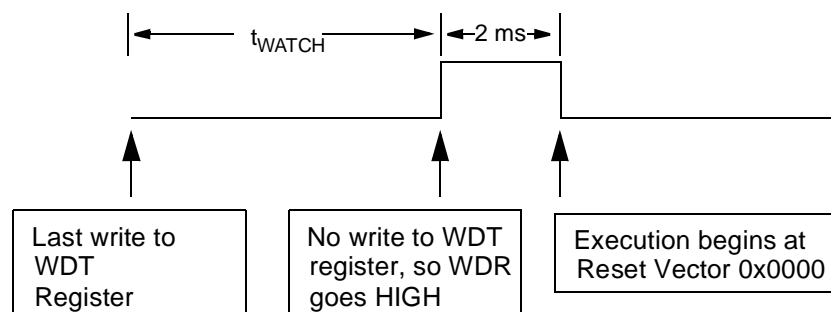 t_WATCH
2 ms
Last write to
WDT
Register
No write to WDT
register, so WDR
goes HIGH
Execution begins at
Reset Vector 0x0000